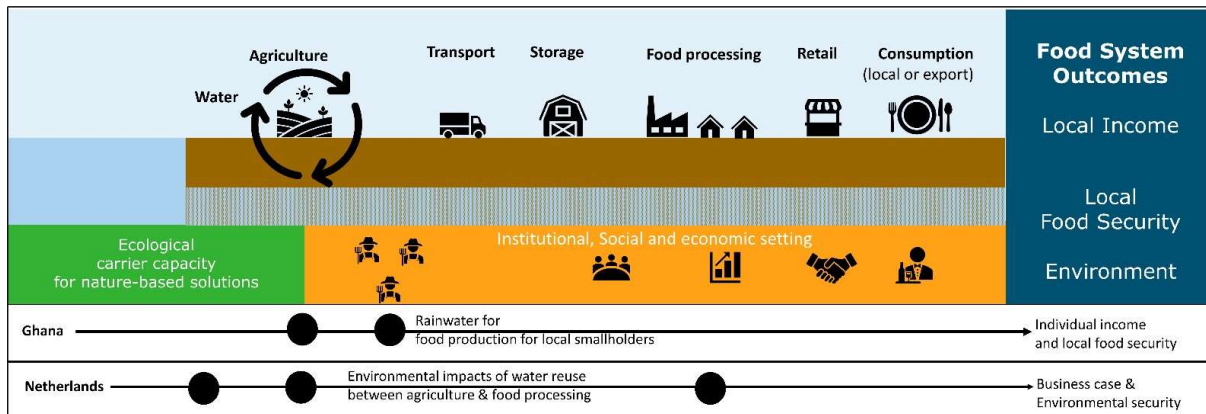 Agriculture
Water
Transport
Storage
Food processing
Retail
Consumption
(local or export)
Food System
Outcomes
Local Income
Local
Food Security
Environment
Ecological
carrier capacity
for nature-based solutions
Institutional, Social and economic setting
Ghana
Rainwater for
food production for local smallholders
Individual income
and local food security
Netherlands
Environmental impacts of water reuse
between agriculture & food processing
Business case &
Environmental security